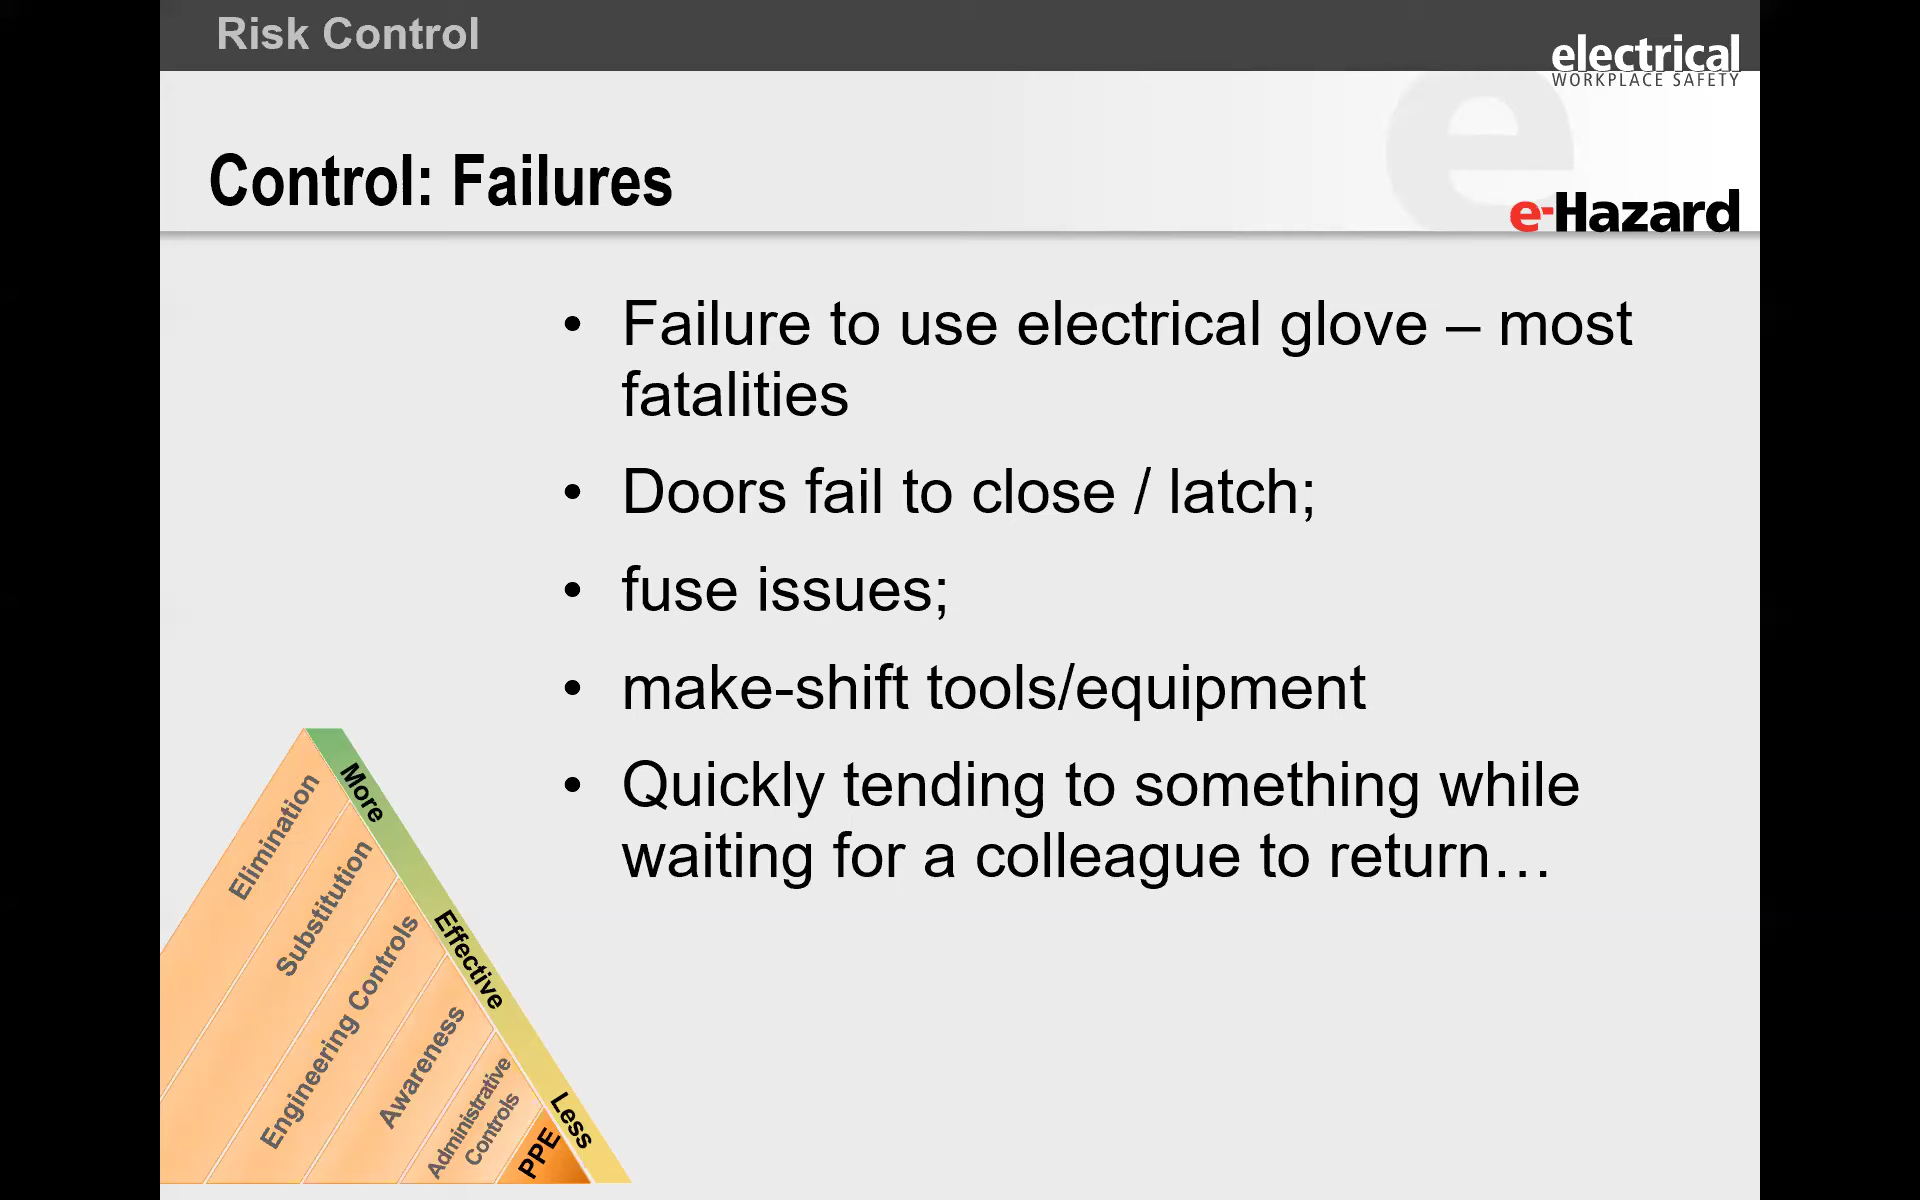 Risk Control
electrical
WORKPLACE SAFETY
Control: Failures
e-Hazard
• Failure to use electrical glove – most
fatalities
• Doors fail to close / latch;
• fuse issues;
• make-shift tools/equipment
• Quickly tending to something while
waiting for a colleague to return…
Elimination
Substitution
Engineering Controls
Awareness
Administrative
Controls
PPE
More
Effective
Less